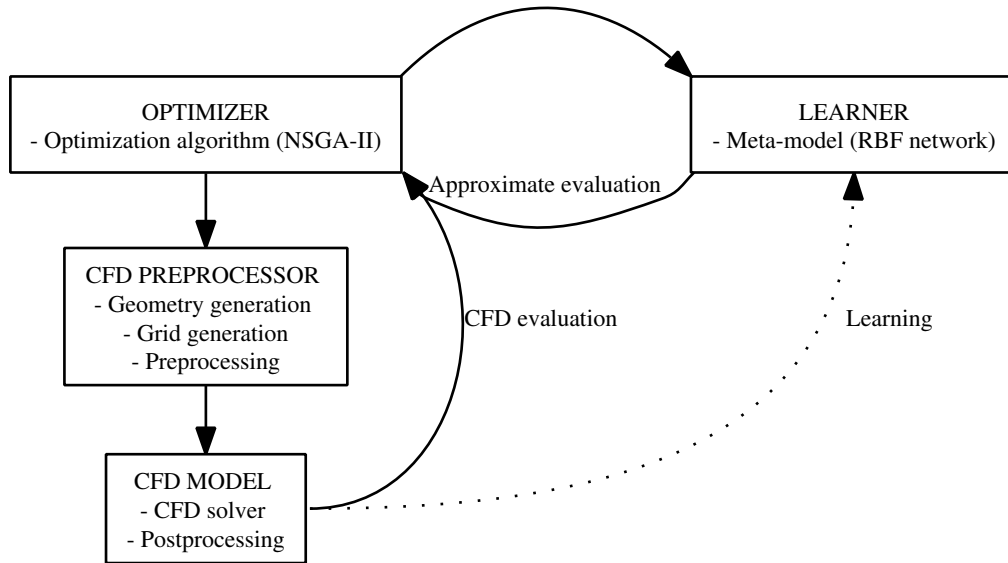 OPTIMIZER
- Optimization algorithm (NSGA-II)
LEARNER
- Meta-model (RBF network)
Approximate evaluation
CFD PREPROCESSOR
- Geometry generation
- Grid generation
- Preprocessing
CFD evaluation
Learning
CFD MODEL
- CFD solver
- Postprocessing